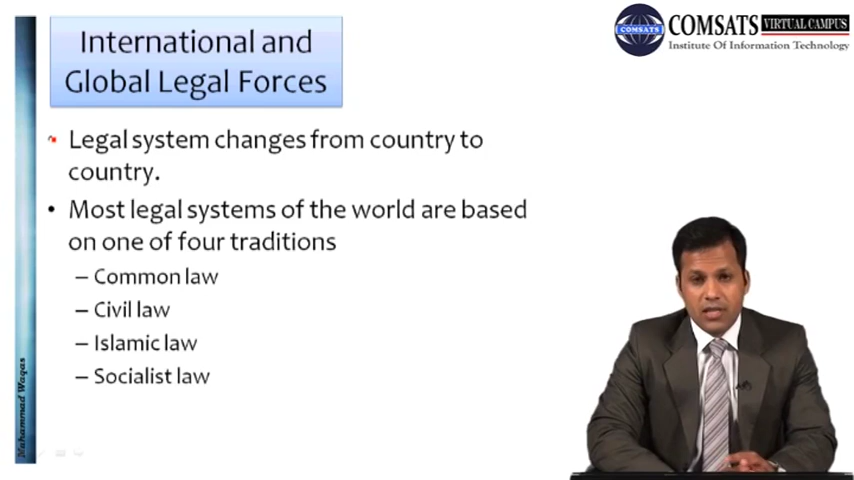 International and
Global Legal Forces
COMSATS VIRTUAL CAMPUS
Institute Of Information Technology
COMSATS
• Legal system changes from country to
country.
• Most legal systems of the world are based
on one of four traditions
– Common law
– Civil law
– Islamic law
– Socialist law
Muhammad Waqas